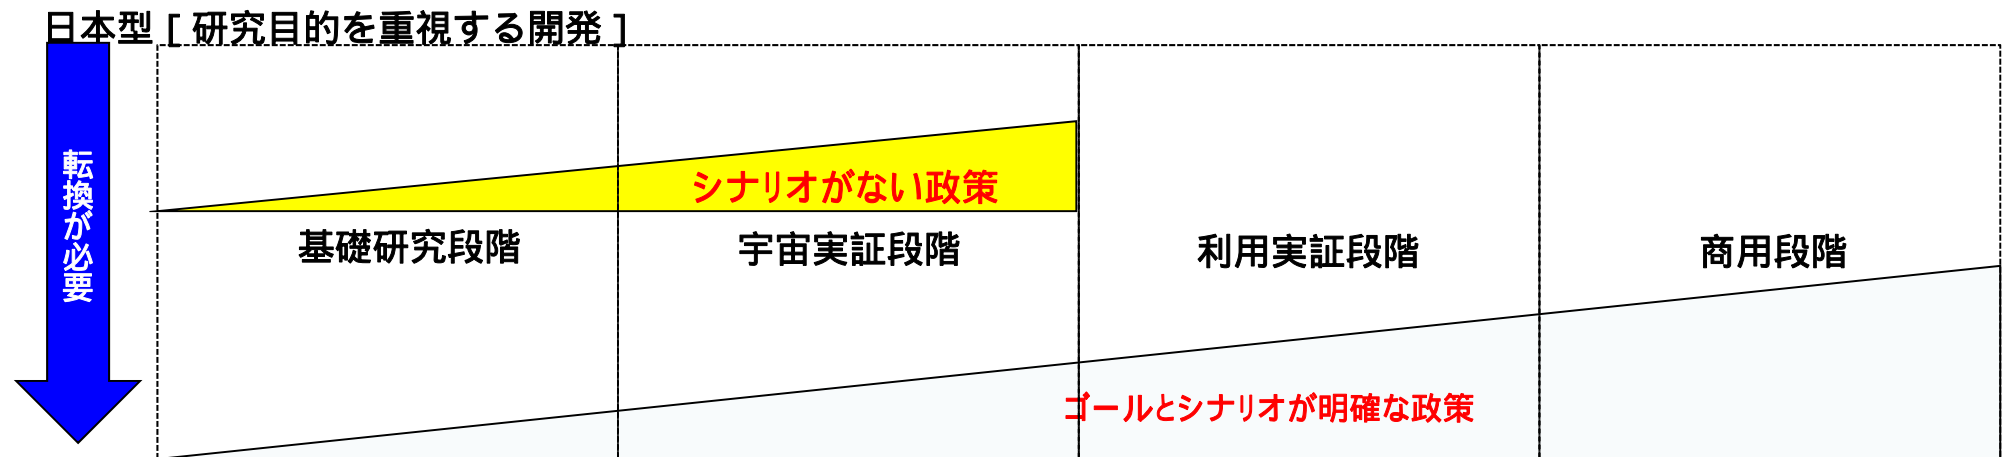 日本型 [ 研究目的を重視する開発 ]
転換が必要
シナリオがない政策
基礎研究段階
宇宙実証段階
利用実証段階
商用段階
ゴールとシナリオが明確な政策